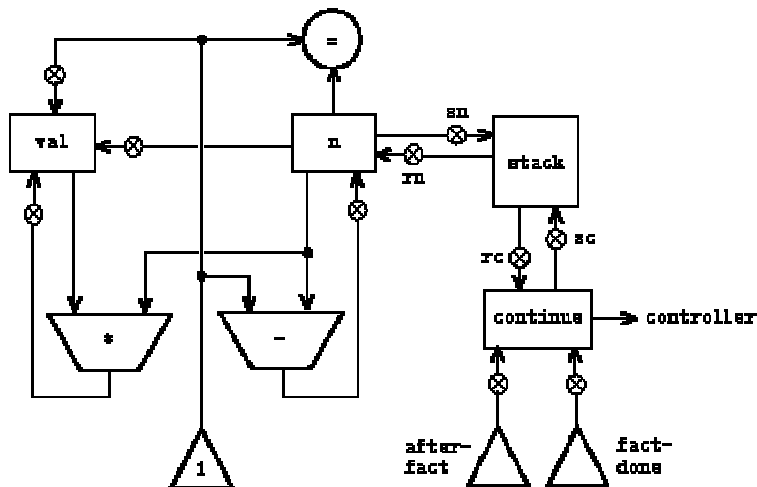 =
val
n
sn
rn
stack
rc
sc
continue
controller
*
-
1
after-
fact
fact-
done